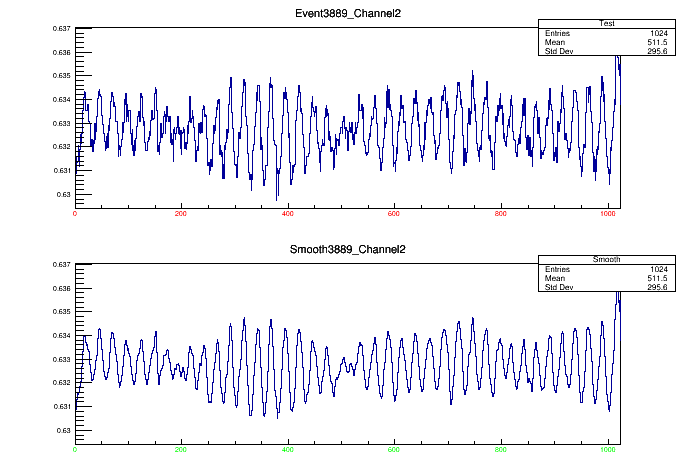 Event3889_Channel2
Test
Entries 1024
Mean 511.5
Std Dev 295.6
0.637
0.636
0.635
0.634
0.633
0.632
0.631
0.63
0 200 400 600 800 1000
Smooth3889_Channel2
Smooth
Entries 1024
Mean 511.5
Std Dev 295.6
0.637
0.636
0.635
0.634
0.633
0.632
0.631
0.63
0 200 400 600 800 1000